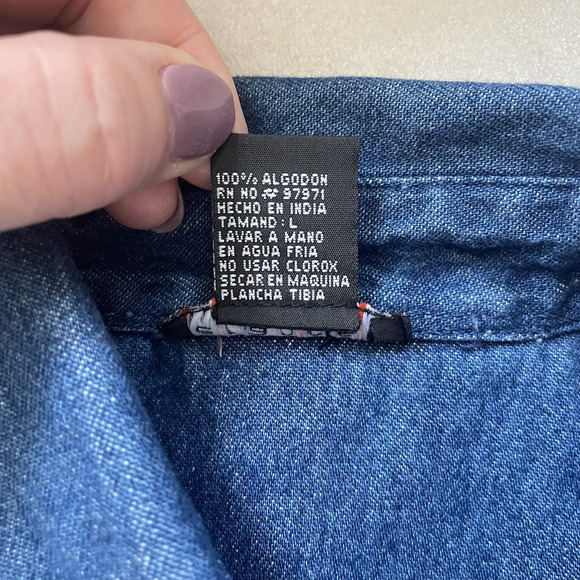 100% ALGODON
RN NO # 97971
HECHO EN INDIA
TAMAND : L
LAVAR A MANO
EN AGUA FRIA
NO USAR CLOROX
SECAR EN MAQUINA
PLANCHA TIBIA